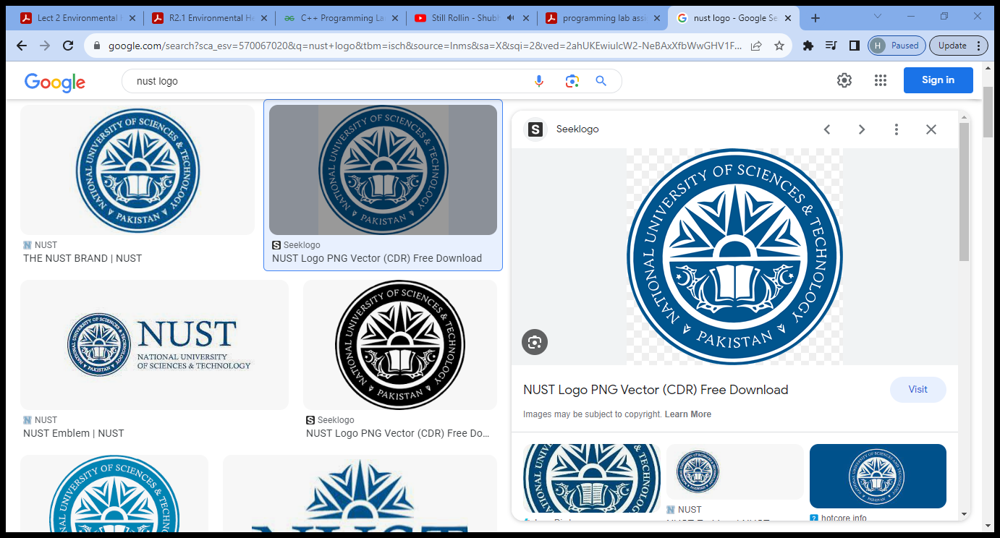 Lect 2 Environmental H
R2.1 Environmental He
C++ Programming La
Still Rollin - Shubh
programming lab assi
nust logo - Google Se
google.com/search?sca_esv=570067020&q=nust+logo&tbm=isch&source=lnms&sa=X&sqi=2&ved=2ahUKEwiulcW2-NeBAxXfbWwGHV1F...
H Paused
Update
Google
nust logo
Sign in
NATIONAL UNIVERSITY OF SCIENCES & TECHNOLOGY
PAKISTAN
NUST
THE NUST BRAND | NUST
NATIONAL UNIVERSITY OF SCIENCES & TECHNOLOGY
PAKISTAN
S Seeklogo
NUST Logo PNG Vector (CDR) Free Download
NATIONAL UNIVERSITY OF SCIENCES & TECHNOLOGY
PAKISTAN
NUST
NATIONAL UNIVERSITY
OF SCIENCES & TECHNOLOGY
NUST
NUST Emblem | NUST
NATIONAL UNIVERSITY OF SCIENCES & TECHNOLOGY
PAKISTAN
S Seeklogo
NUST Logo PNG Vector (CDR) Free Do...
UNIVERSITY OF SCIENCES
NUST
S Seeklogo
NATIONAL UNIVERSITY OF SCIENCES & TECHNOLOGY
PAKISTAN
NUST Logo PNG Vector (CDR) Free Download
Visit
Images may be subject to copyright. Learn More
NUST
hotcore.info